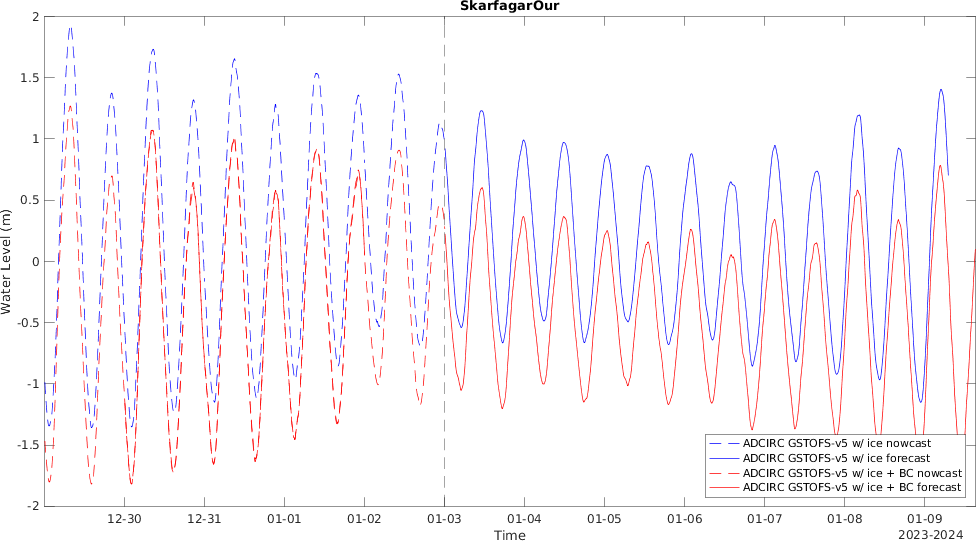 SkarfagarOur
2
1.5
1
0.5
0
-0.5
-1
-1.5
-2
Water Level (m)
ADCIRC GSTOFS-v5 w/ ice nowcast
ADCIRC GSTOFS-v5 w/ ice forecast
ADCIRC GSTOFS-v5 w/ ice + BC nowcast
ADCIRC GSTOFS-v5 w/ ice + BC forecast
12-30 12-31 01-01 01-02 01-03 01-04 01-05 01-06 01-07 01-08 01-09
Time
2023-2024